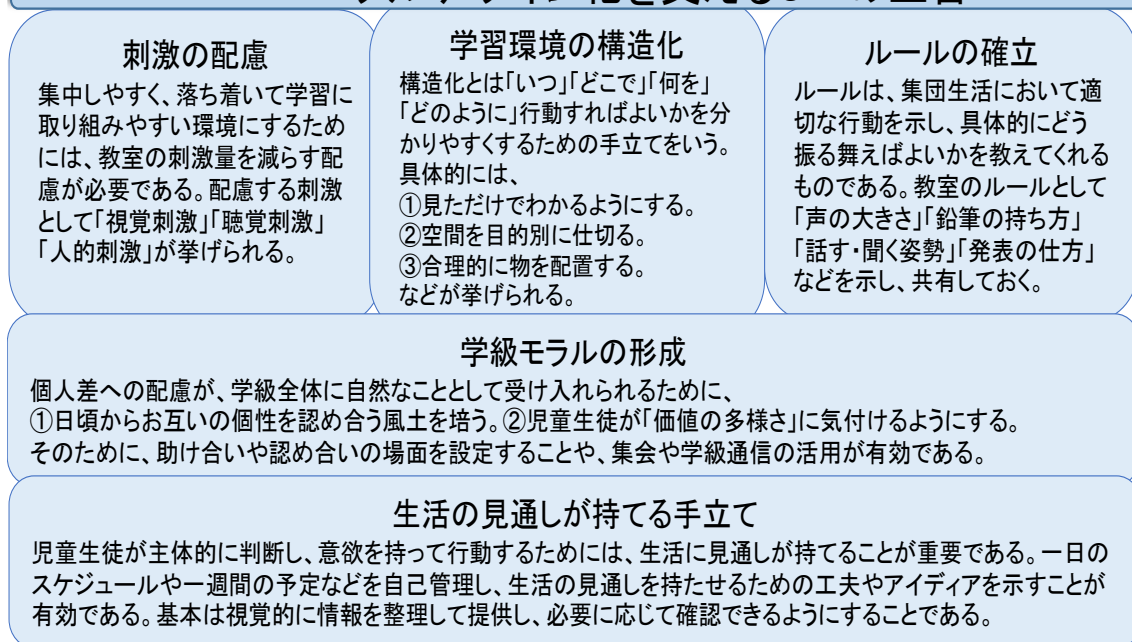 刺激の配慮
集中しやすく、落ち着いて学習に
取り組みやすい環境にするため
には、教室の刺激量を減らす配
慮が必要である。配慮する刺激
として「視覚刺激」「聴覚刺激」
「人的刺激」が挙げられる。
学習環境の構造化
構造化とは「いつ」「どこで」「何を」
「どのように」行動すればよいかを分
かりやすくするための手立てをいう。
具体的には、
①見ただけでわかるようにする。
②空間を目的別に仕切る。
③合理的に物を配置する。
などが挙げられる。
ルールの確立
ルールは、集団生活において適
切な行動を示し、具体的にどう
振る舞えばよいかを教えてくれる
ものである。教室のルールとして
「声の大きさ」「鉛筆の持ち方」
「話す・聞く姿勢」「発表の仕方」
などを示し、共有しておく。
学級モラルの形成
個人差への配慮が、学級全体に自然なこととして受け入れられるために、
①日頃からお互いの個性を認め合う風土を培う。②児童生徒が「価値の多様さ」に気付けるようにする。
そのために、助け合いや認め合いの場面を設定することや、集会や学級通信の活用が有効である。
生活の見通しが持てる手立て
児童生徒が主体的に判断し、意欲を持って行動するためには、生活に見通しが持てることが重要である。一日の
スケジュールや一週間の予定などを自己管理し、生活の見通しを持たせるための工夫やアイディアを示すことが
有効である。基本は視覚的に情報を整理して提供し、必要に応じて確認できるようにすることである。